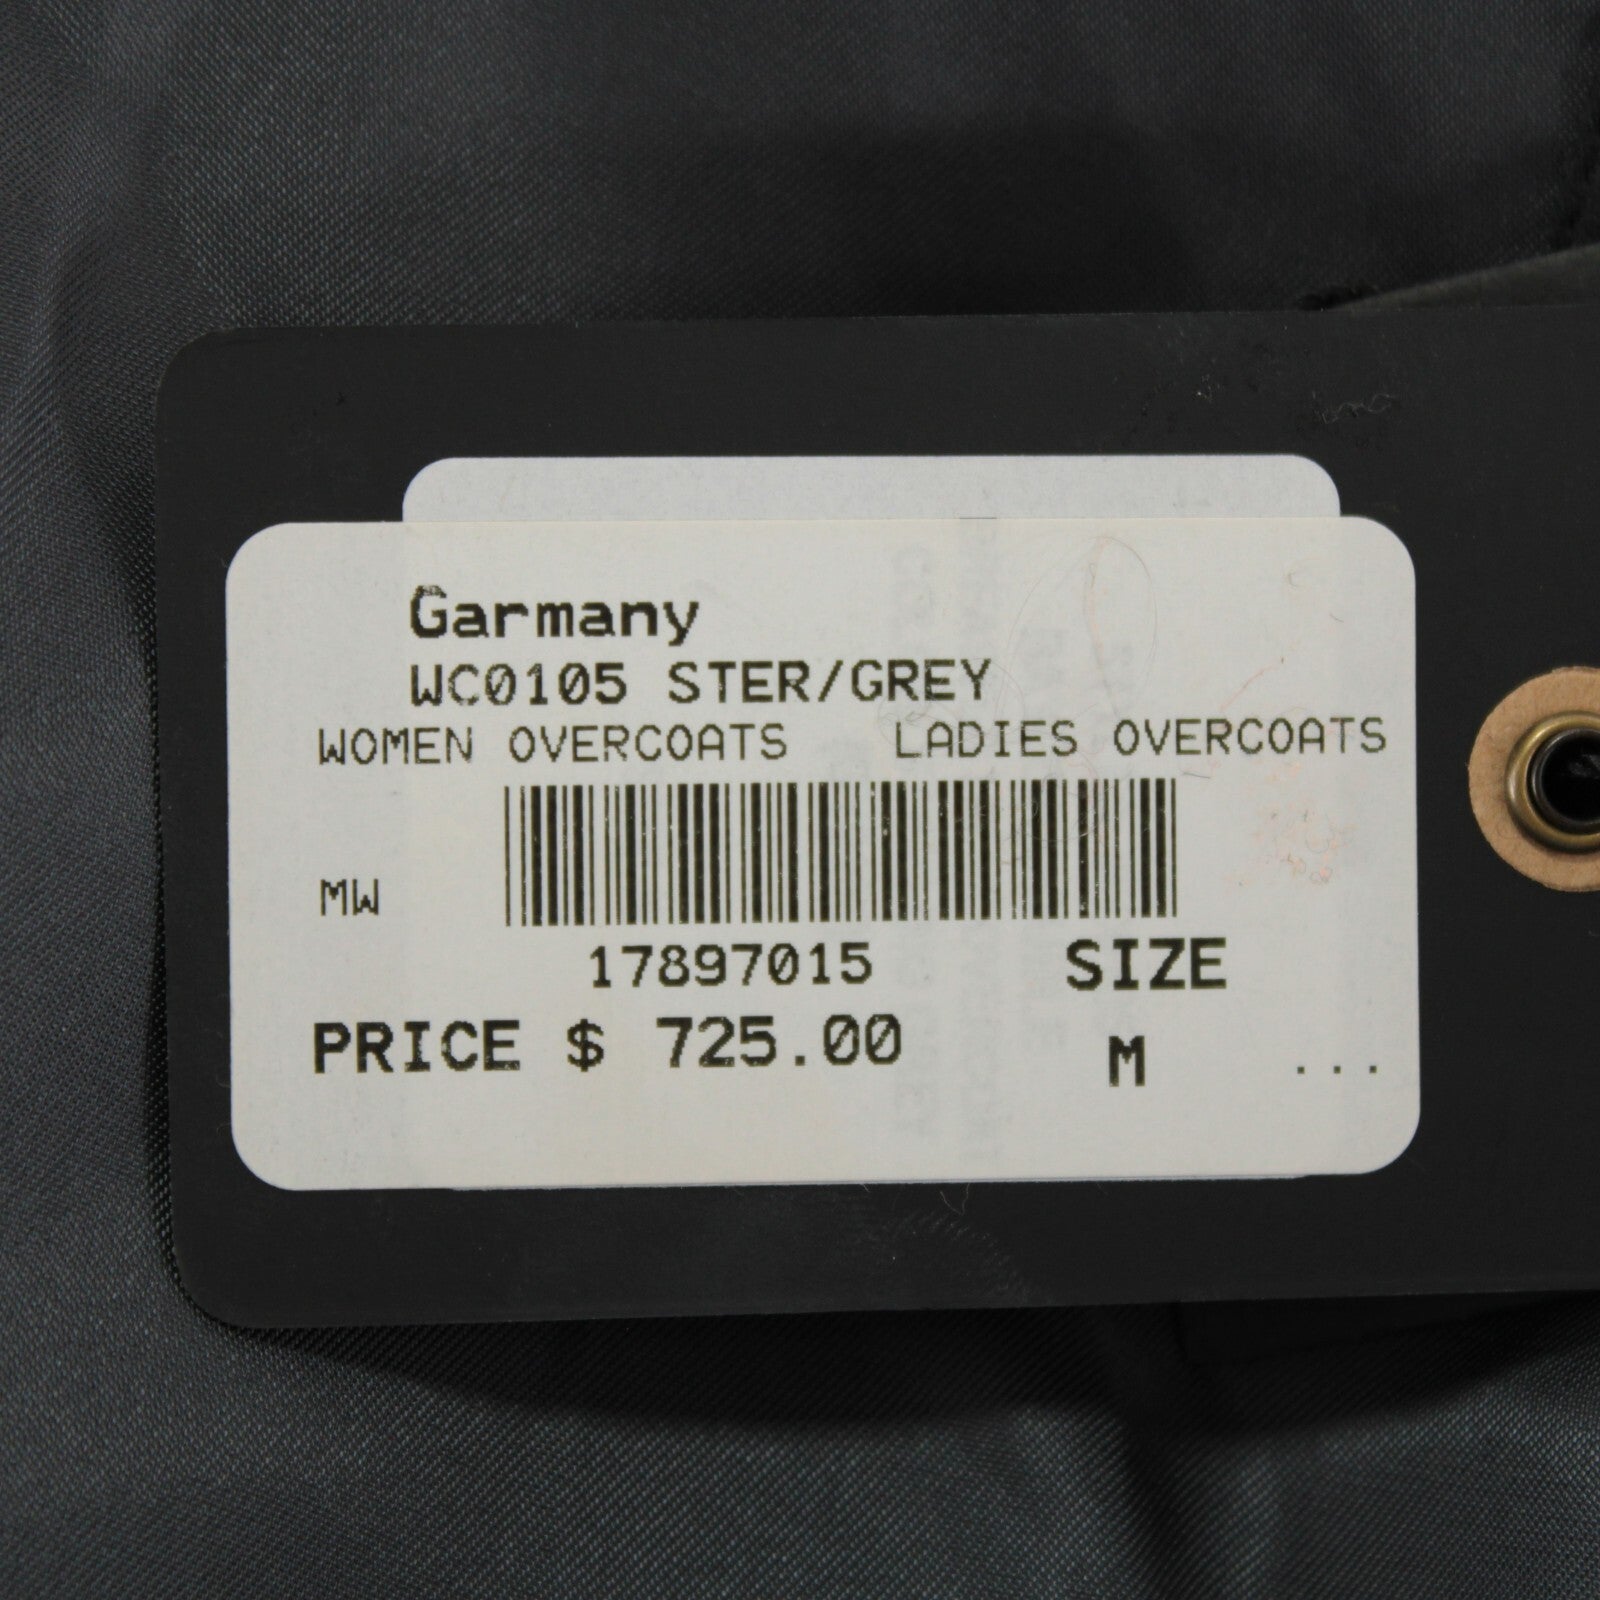 Garmany
WC0105 STER/GREY
WOMEN OVERCOATS LADIES OVERCOATS
MW
17897015 SIZE
PRICE $ 725.00 M ...